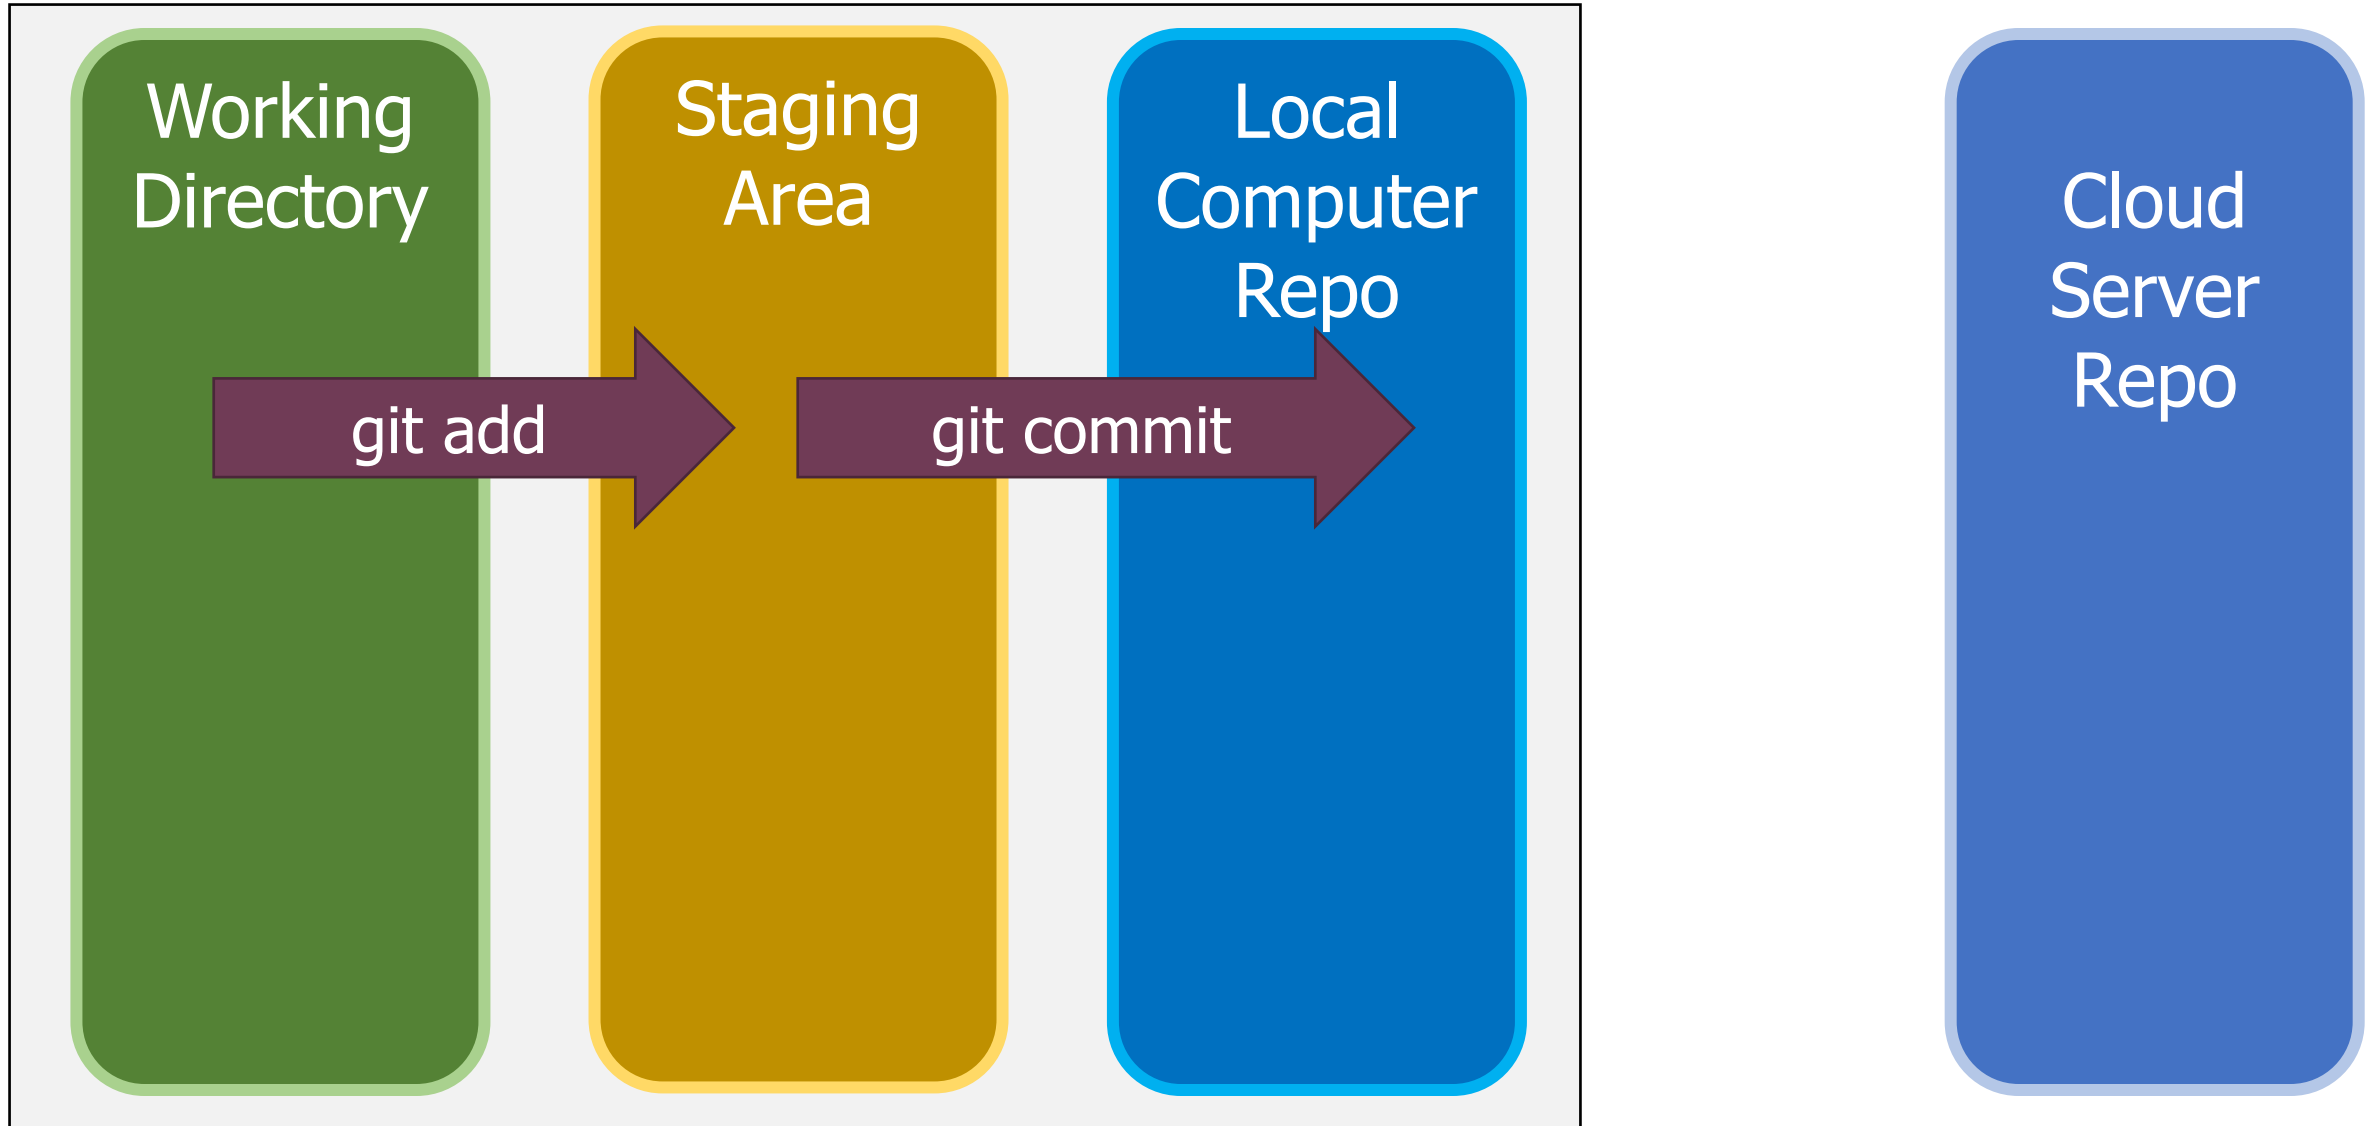 Working
Directory
Staging
Area
Local
Computer
Repo
Cloud
Server
Repo
git add
git commit